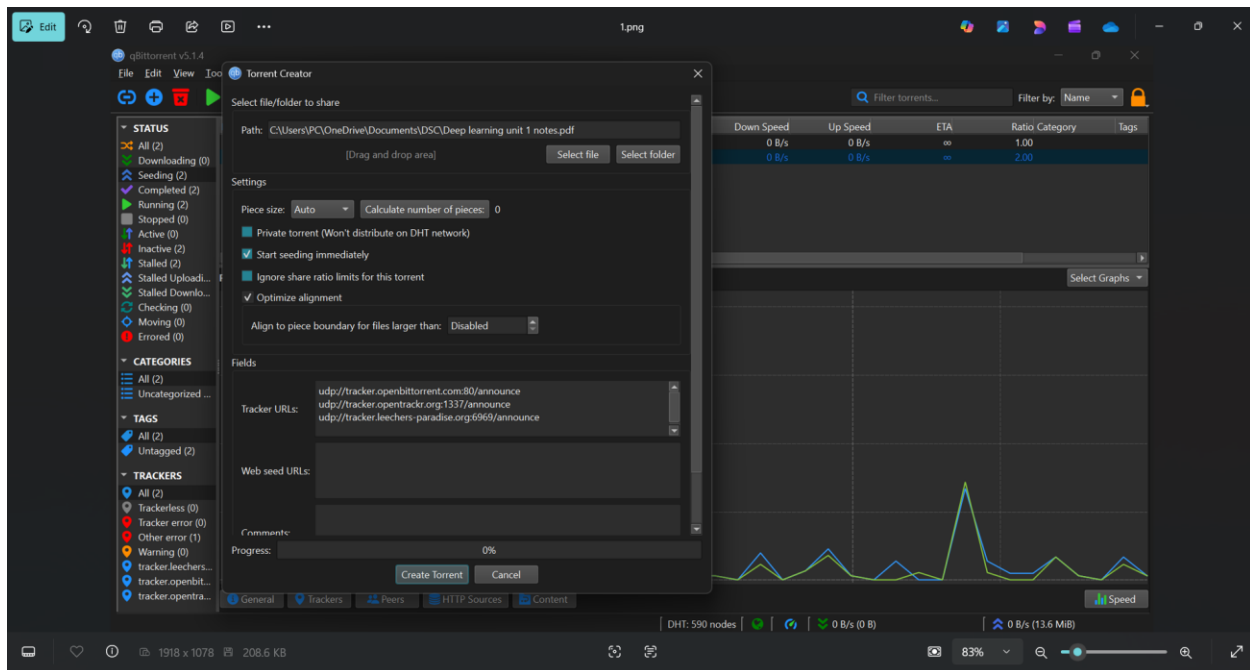 Edit
1.png
qBittorrent v5.1.4
File Edit View Too
Torrent Creator
Select file/folder to share
Path: C:\Users\PC\OneDrive\Documents\DSC\Deep learning unit 1 notes.pdf
[Drag and drop area]
Select file
Select folder
Settings
Piece size: Auto
Calculate number of pieces: 0
Private torrent (Won't distribute on DHT network)
Start seeding immediately
Ignore share ratio limits for this torrent
Optimize alignment
Align to piece boundary for files larger than: Disabled
Fields
Tracker URLs:
udp://tracker.openbittorrent.com:80/announce
udp://tracker.opentrackr.org:1337/announce
udp://tracker.leechers-paradise.org:6969/announce
Web seed URLs:
Comments:
Progress: 0%
Create Torrent
Cancel
Filter torrents...
Filter by: Name
Down Speed Up Speed ETA Ratio Category Tags
0 B/s 0 B/s ∞ 1.00
0 B/s 0 B/s ∞ 2.00
Select Graphs
STATUS
All (2)
Downloading (0)
Seeding (2)
Completed (2)
Running (2)
Stopped (0)
Active (0)
Inactive (2)
Stalled (2)
Stalled Uploadi...
Stalled Downlo...
Checking (0)
Moving (0)
Errored (0)
CATEGORIES
All (2)
Uncategorized ...
TAGS
All (2)
Untagged (2)
TRACKERS
All (2)
Trackerless (0)
Tracker error (0)
Other error (1)
Warning (0)
tracker.leechers...
tracker.openbit...
tracker.opentra...
General Trackers Peers HTTP Sources Content
Speed
DHT: 590 nodes 0 B/s (0 B) 0 B/s (13.6 MiB)
1918 x 1078 208.6 KB
83%